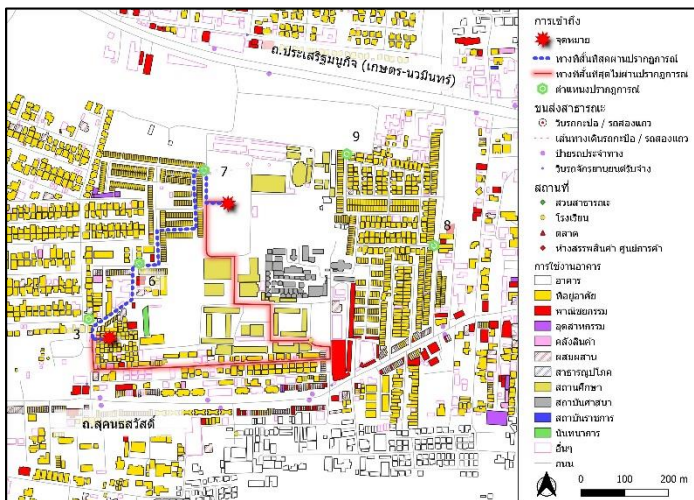 ถ.ประเสริฐมนูกิจ (เกษตร-นวมินทร์)
9
7
8
6
3
ถ.สุคนธสวัสดิ์
การเข้าถึง
จุดหมาย
ทางที่สั้นที่สุดผ่านปรากฏการณ์
ทางที่สั้นที่สุดไม่ผ่านปรากฏการณ์
ตำแหน่งปรากฏการณ์
ขนส่งสาธารณะ
วินรถกะป๊อ / รถสองแถว
เส้นทางเดินรถกะป๊อ / รถสองแถว
ป้ายรถประจำทาง
วินรถจักรยานยนต์รับจ้าง
สถานที่
สวนสาธารณะ
โรงเรียน
ตลาด
ห้างสรรพสินค้า ศูนย์การค้า
การใช้งานอาคาร
อาคาร
ที่อยู่อาศัย
พาณิชยกรรม
อุตสาหกรรม
คลังสินค้า
ผสมผสาน
สาธารณูปโภค
สถานศึกษา
สถาบันศาสนา
สถาบันราชการ
นันทนาการ
อื่นๆ
ถนน
0 100 200 m